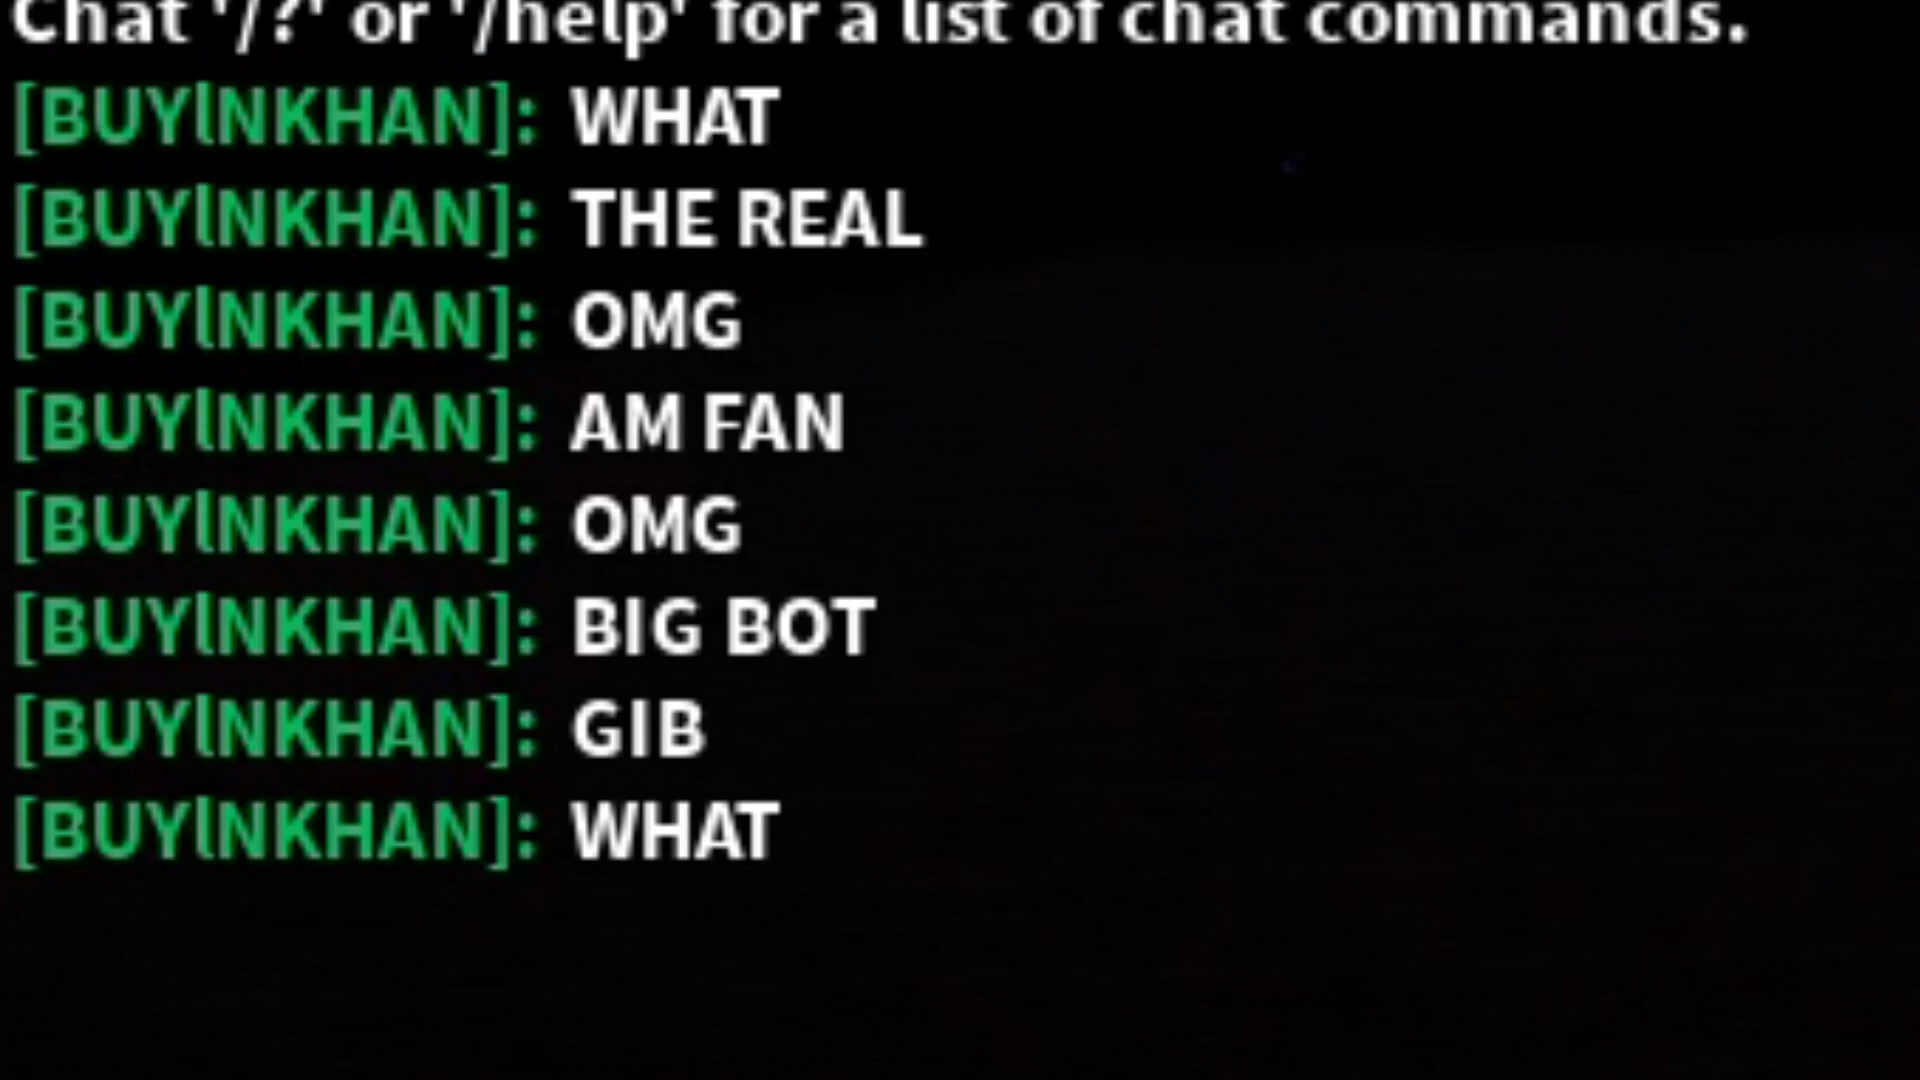 Chat '/?' or '/help' for a list of chat commands.
[BUYlNKHAN]: WHAT
[BUYlNKHAN]: THE REAL
[BUYlNKHAN]: OMG
[BUYlNKHAN]: AM FAN
[BUYlNKHAN]: OMG
[BUYlNKHAN]: BIG BOT
[BUYlNKHAN]: GIB
[BUYlNKHAN]: WHAT